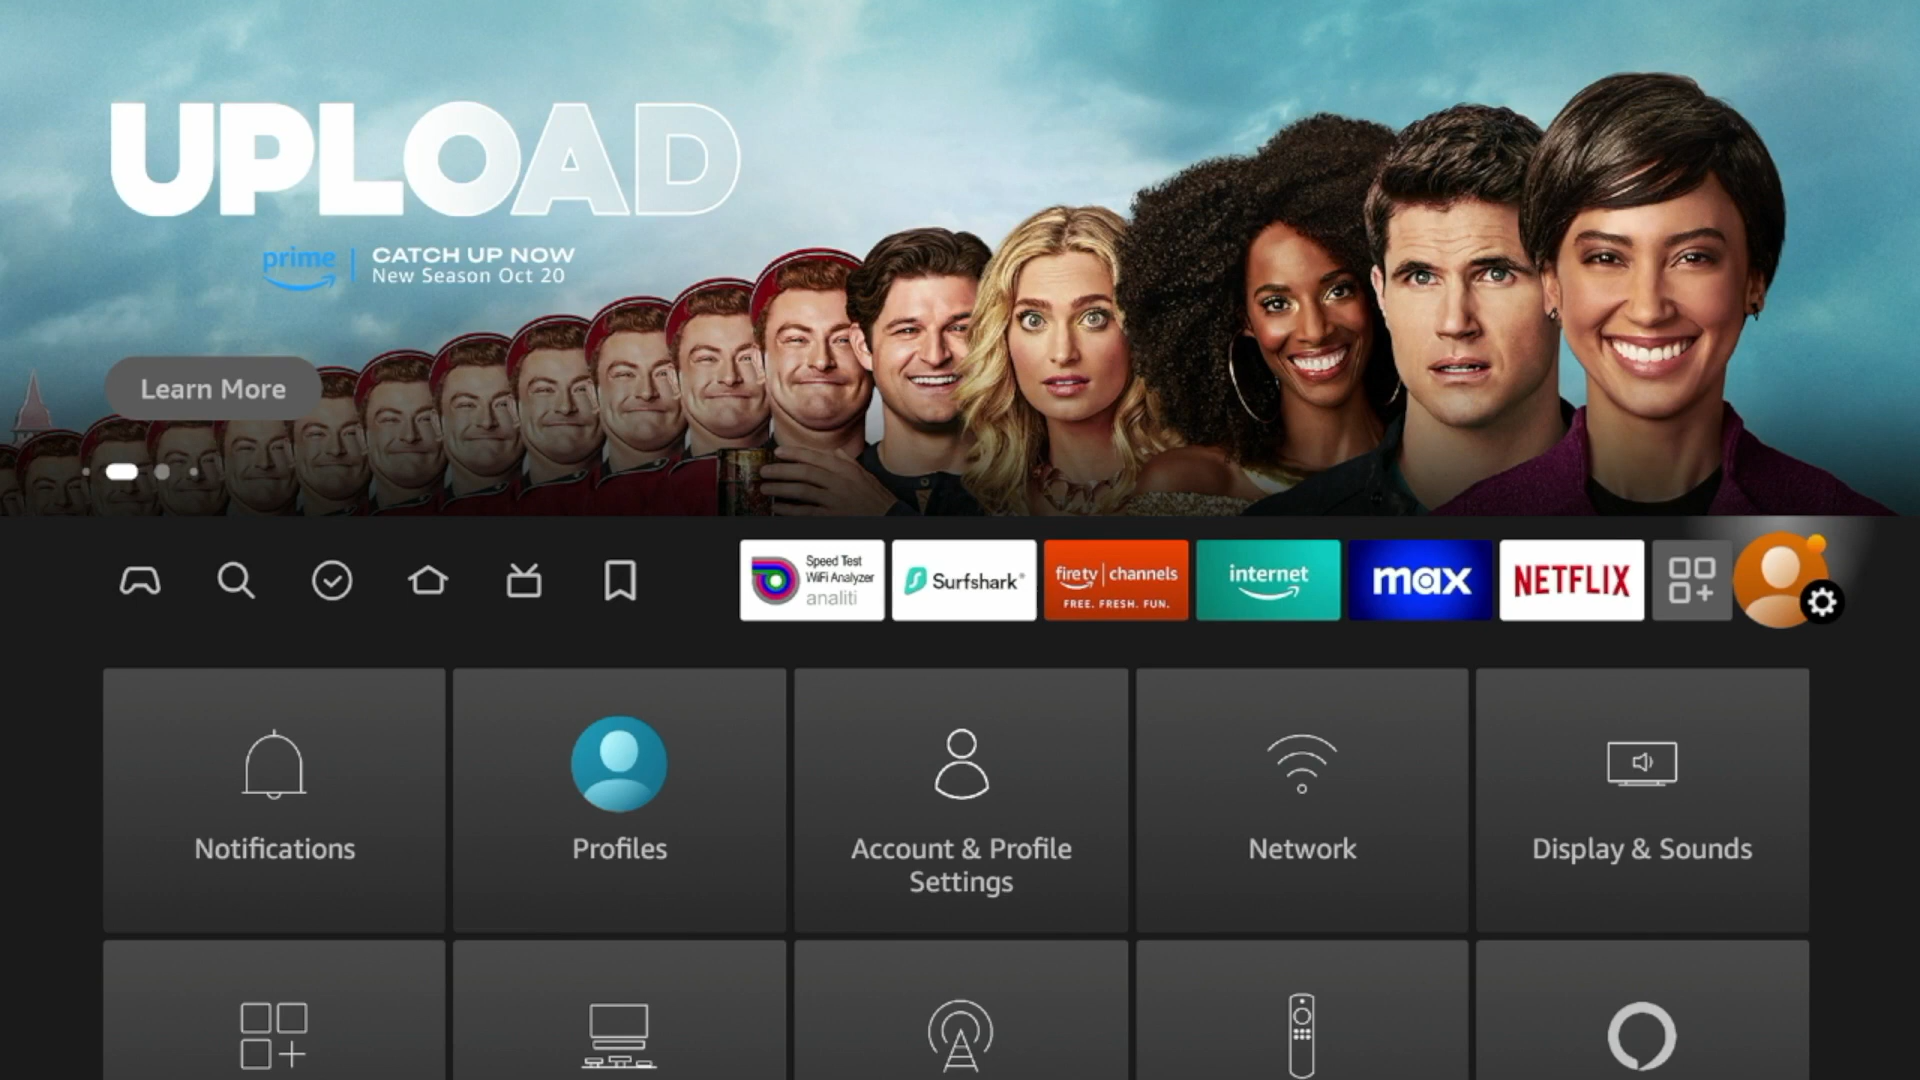 UPLOAD
prime
CATCH UP NOW
New Season Oct 20
Learn More
Speed Test
WiFi Analyzer
analiti
Surfshark®
firetv | channels
FREE. FRESH. FUN.
internet
max
NETFLIX
Notifications
Profiles
Account & Profile
Settings
Network
Display & Sounds